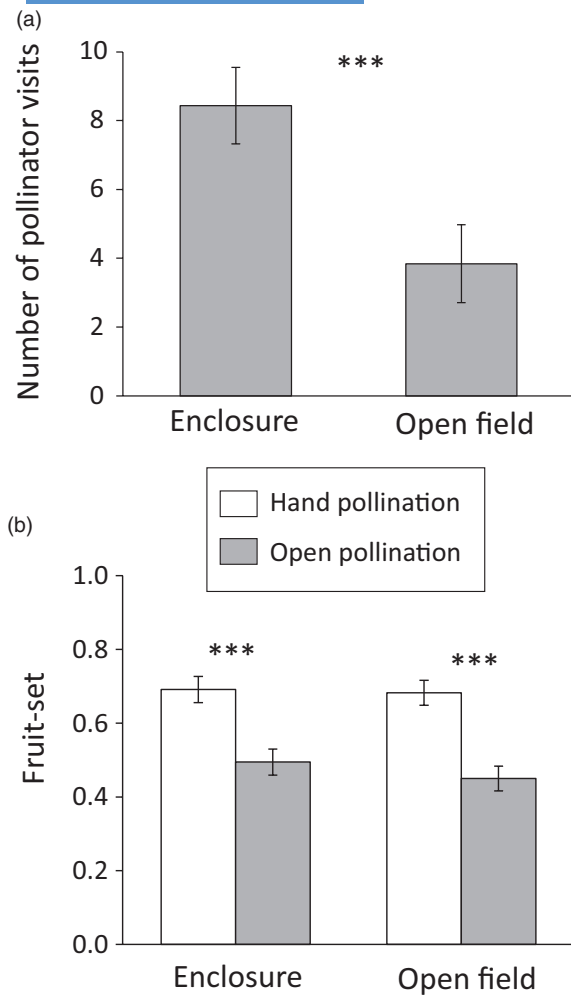 (a)
Number of pollinator visits
10
8
6
4
2
0
***
Enclosure Open field
Hand pollination
Open pollination
(b)
Fruit-set
1.0
0.8
0.6
0.4
0.2
0.0
*** ***
Enclosure Open field